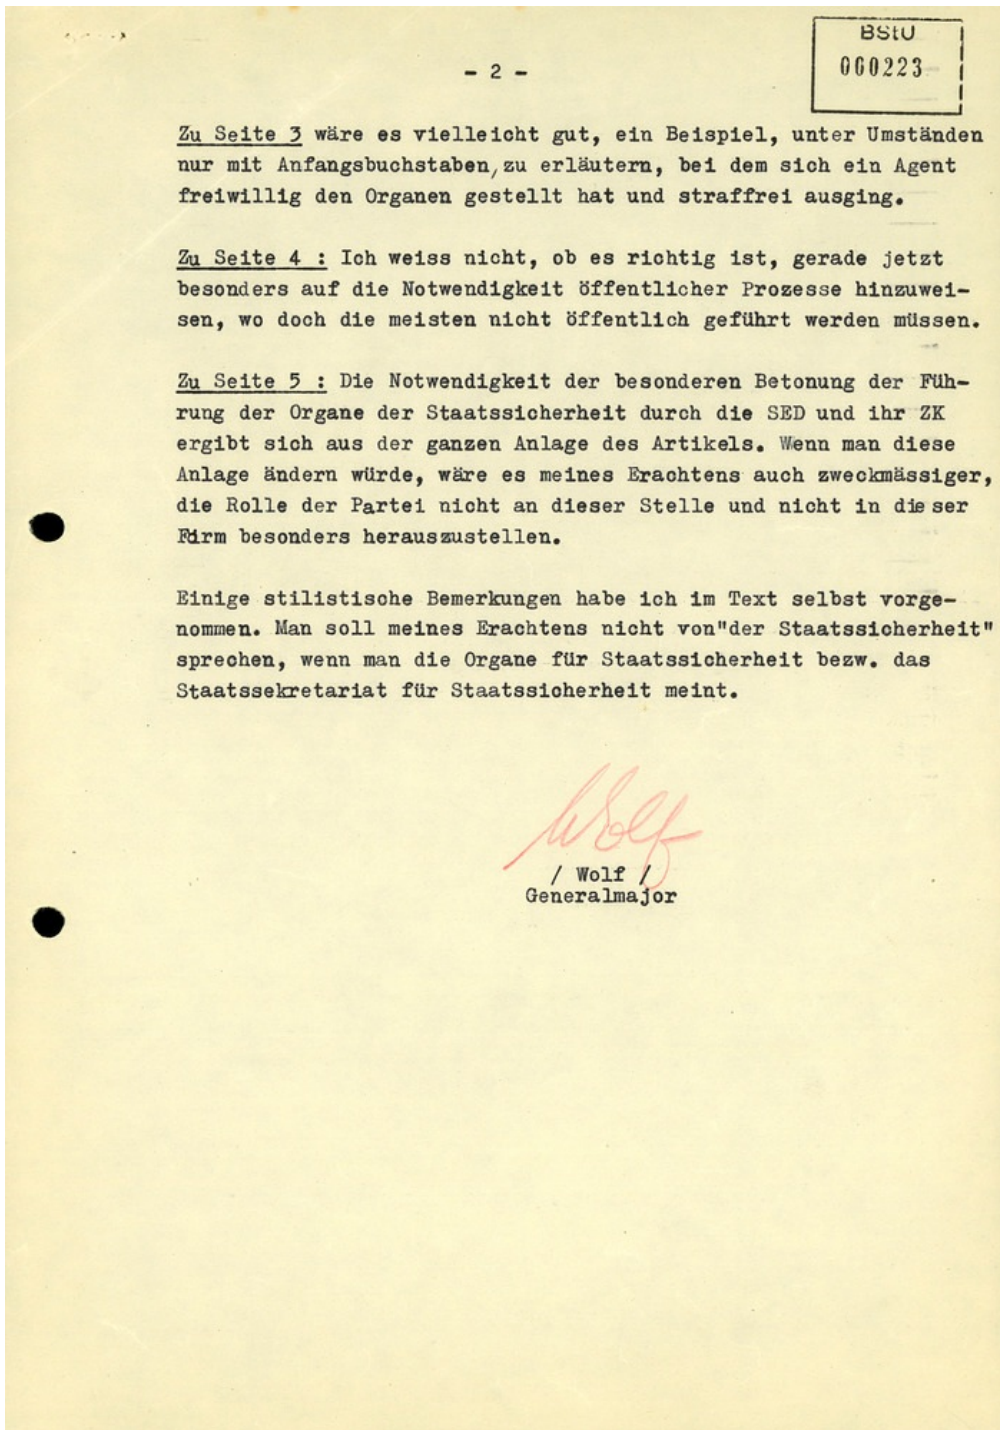 BStU
000223
- 2 -
Zu Seite 3 wäre es vielleicht gut, ein Beispiel, unter Umständen
nur mit Anfangsbuchstaben, zu erläutern, bei dem sich ein Agent
freiwillig den Organen gestellt hat und straffrei ausging.
Zu Seite 4 : Ich weiss nicht, ob es richtig ist, gerade jetzt
besonders auf die Notwendigkeit öffentlicher Prozesse hinzuwei-
sen, wo doch die meisten nicht öffentlich geführt werden müssen.
Zu Seite 5 : Die Notwendigkeit der besonderen Betonung der Füh-
rung der Organe der Staatssicherheit durch die SED und ihr ZK
ergibt sich aus der ganzen Anlage des Artikels. Wenn man diese
Anlage ändern würde, wäre es meines Erachtens auch zweckmässiger,
die Rolle der Partei nicht an dieser Stelle und nicht in dieser
Form besonders herauszustellen.
Einige stilistische Bemerkungen habe ich im Text selbst vorge-
nommen. Man soll meines Erachtens nicht von"der Staatssicherheit"
sprechen, wenn man die Organe für Staatssicherheit bezw. das
Staatssekretariat für Staatssicherheit meint.
Wolf
/ Wolf /
Generalmajor